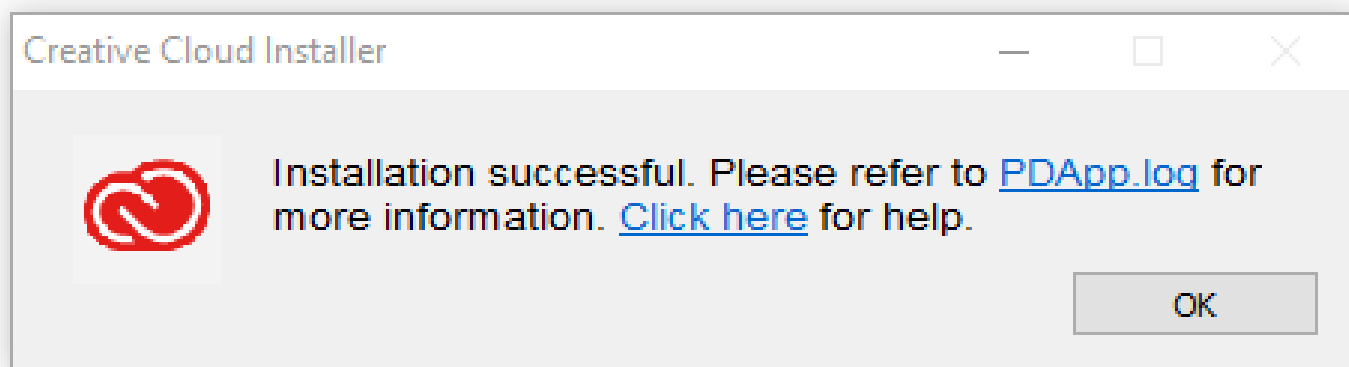 Creative Cloud Installer
Installation successful. Please refer to PDApp.log for
more information. Click here for help.
OK